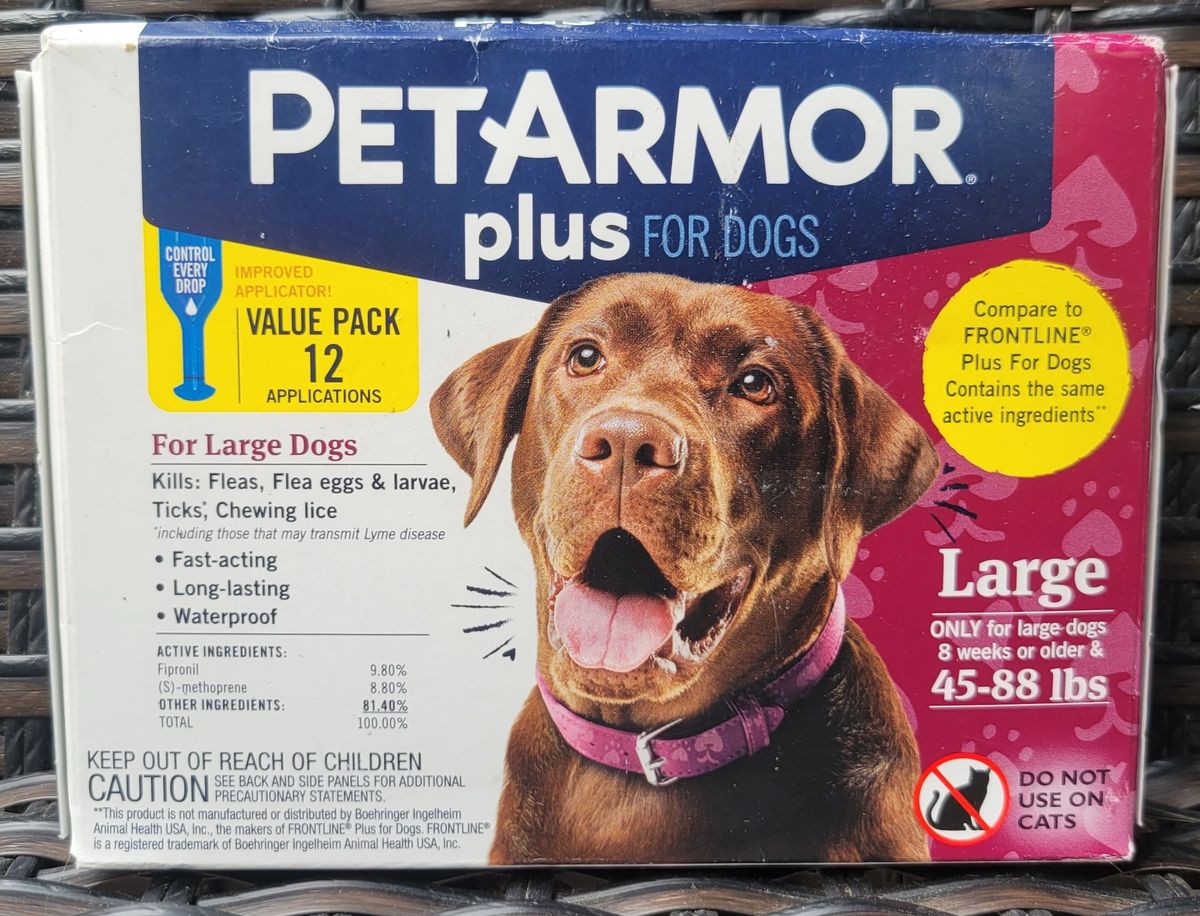 PETARMOR®
plus FOR DOGS
CONTROL
EVERY
DROP
IMPROVED
APPLICATOR!
VALUE PACK
12
APPLICATIONS
Compare to
FRONTLINE®
Plus For Dogs
Contains the same
active ingredients**
For Large Dogs
Kills: Fleas, Flea eggs & larvae,
Ticks*, Chewing lice
*including those that may transmit Lyme disease
• Fast-acting
• Long-lasting
• Waterproof
ACTIVE INGREDIENTS:
Fipronil 9.80%
(S)-methoprene 8.80%
OTHER INGREDIENTS: 81.40%
TOTAL 100.00%
Large
ONLY for large dogs
8 weeks or older &
45-88 lbs
KEEP OUT OF REACH OF CHILDREN
CAUTION SEE BACK AND SIDE PANELS FOR ADDITIONAL
PRECAUTIONARY STATEMENTS.
**This product is not manufactured or distributed by Boehringer Ingelheim
Animal Health USA, Inc., the makers of FRONTLINE® Plus for Dogs. FRONTLINE®
is a registered trademark of Boehringer Ingelheim Animal Health USA, Inc.
DO NOT
USE ON
CATS